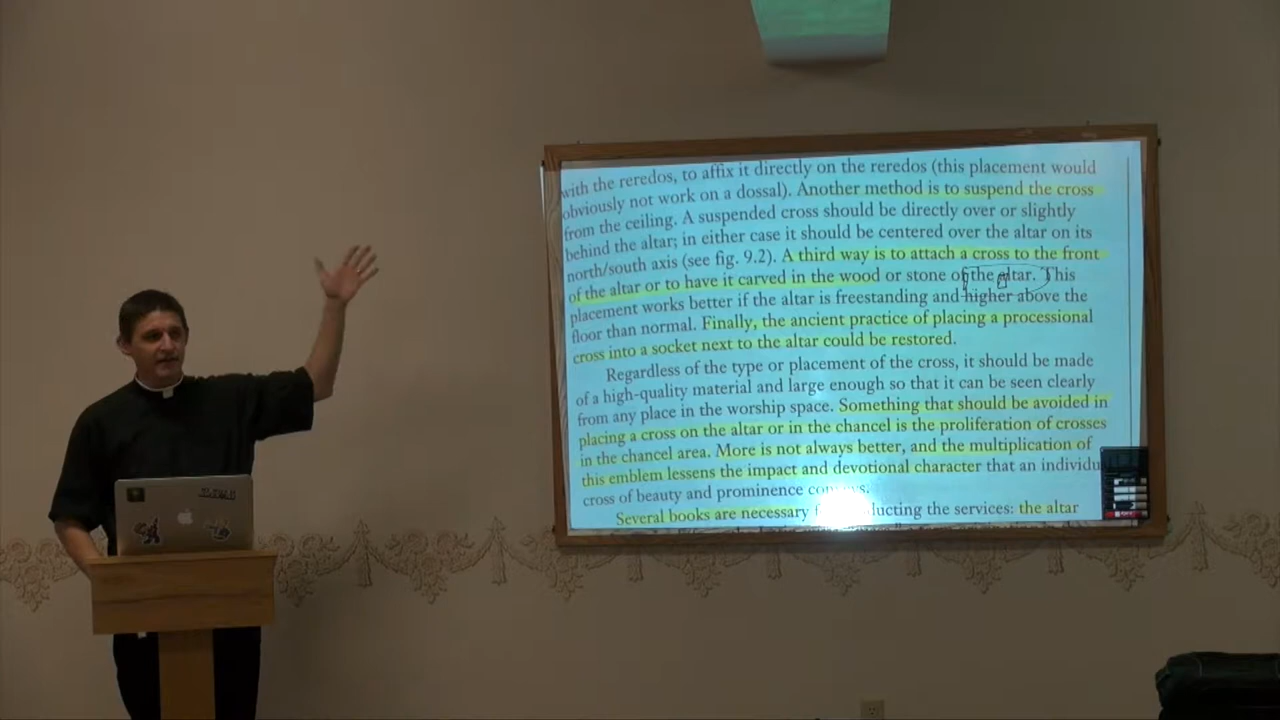 with the reredos, to affix it directly on the reredos (this placement would
obviously not work on a dossal). Another method is to suspend the cross
from the ceiling. A suspended cross should be directly over or slightly
behind the altar; in either case it should be centered over the altar on its
north/south axis (see fig. 9.2). A third way is to attach a cross to the front
of the altar or to have it carved in the wood or stone of the altar. This
placement works better if the altar is freestanding and higher above the
floor than normal. Finally, the ancient practice of placing a processional
cross into a socket next to the altar could be restored.
Regardless of the type or placement of the cross, it should be made
of a high-quality material and large enough so that it can be seen clearly
from any place in the worship space. Something that should be avoided in
placing a cross on the altar or in the chancel is the proliferation of crosses
in the chancel area. More is not always better, and the multiplication of
this emblem lessens the impact and devotional character that an individu
cross of beauty and prominence
Several books are necessary ducting the services: the altar